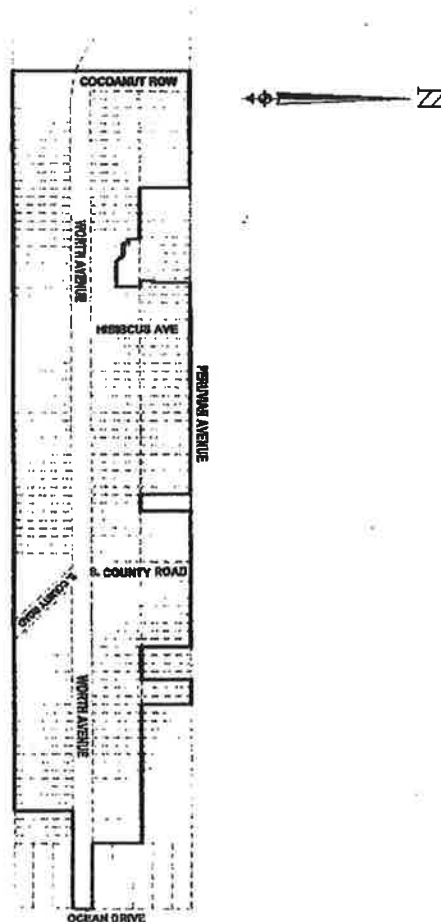 COCOANUT ROW
N
WORTH AVENUE
HIBISCUS AVE
PERUVIAN AVENUE
S. COUNTY ROAD
S. COUNTY ROAD
WORTH AVENUE
OCEAN DRIVE